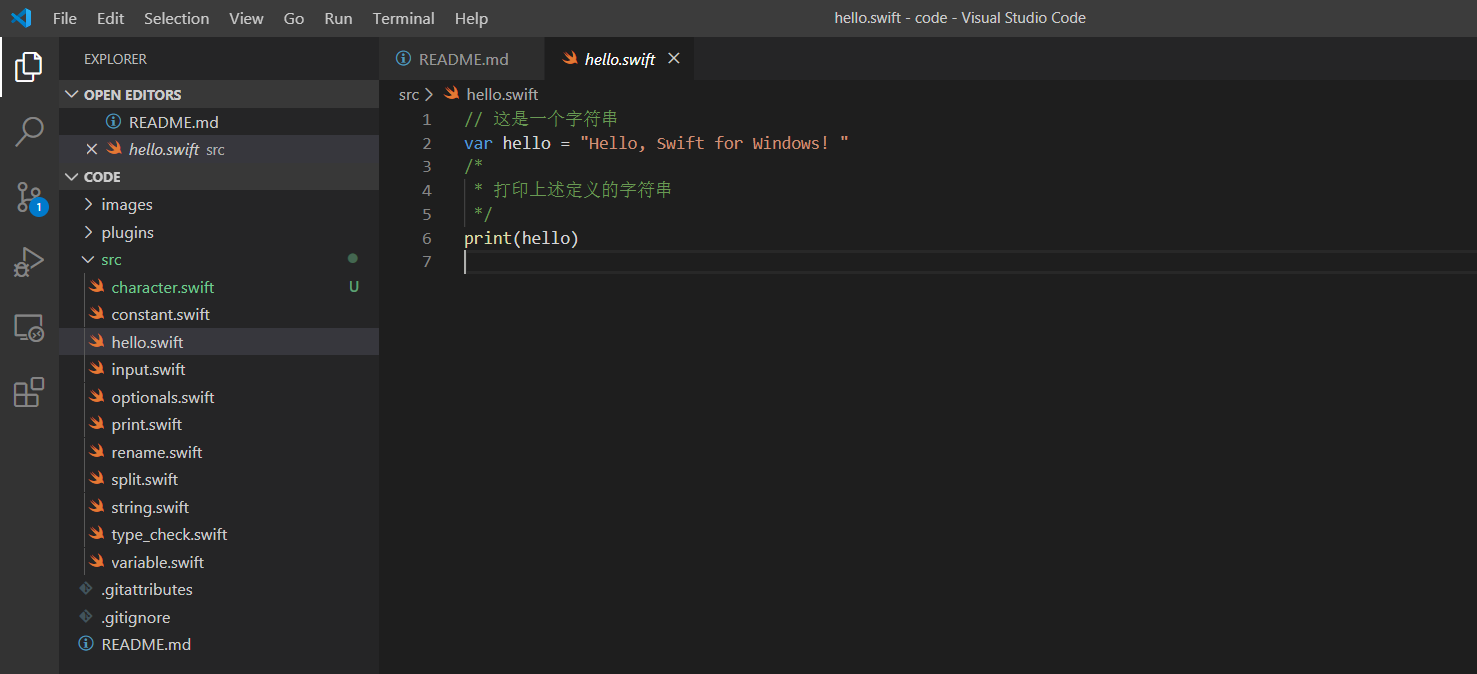 File Edit Selection View Go Run Terminal Help
hello.swift - code - Visual Studio Code
EXPLORER
OPEN EDITORS
README.md
hello.swift src
CODE
images
plugins
src
character.swift U
constant.swift
hello.swift
input.swift
optionals.swift
print.swift
rename.swift
split.swift
string.swift
type_check.swift
variable.swift
.gitattributes
.gitignore
README.md
1
README.md
hello.swift
src > hello.swift
1 // 这是一个字符串
2 var hello = "Hello, Swift for Windows! "
3 /*
4  * 打印上述定义的字符串
5  */
6 print(hello)
7